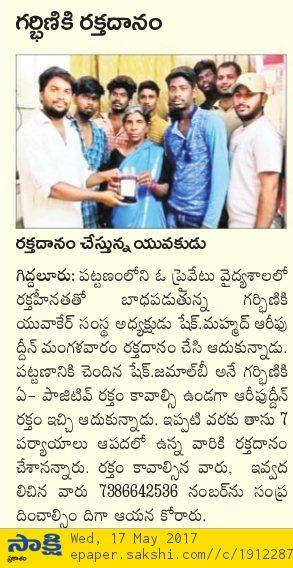 గర్భిణికి రక్తదానం
రక్తదానం చేస్తున్న యువకుడు
గిద్దలూరు: పట్టణంలోని ఓ ప్రైవేటు వైద్యశాలలో
రక్తహీనతతో బాధపడుతున్న గర్భిణికి
యువాకేర్ సంస్థ అధ్యక్షుడు షేక్.మహ్మద్ ఆరీఫు
ద్దీన్ మంగళవారం రక్తదానం చేసి ఆదుకున్నాడు.
పట్టణానికి చెందిన షేక్.జమాల్‌బీ అనే గర్భిణికి
ఏ- పాజిటివ్ రక్తం కావాల్సి ఉండగా ఆరీఫుద్దీన్
రక్తం ఇచ్చి ఆదుకున్నాడు. ఇప్పటి వరకు తాను 7
పర్యాయాలు ఆపదలో ఉన్న వారికి రక్తదానం
చేశానన్నారు. రక్తం కావాల్సిన వారు, ఇవ్వద
లిచిన వారు 7386642536 నంబర్‌ను సంప్ర
దించాల్సిం దిగా ఆయన కోరారు.
సాక్షి Wed, 17 May 2017
ప్రకాశం epaper.sakshi.com//c/1912287